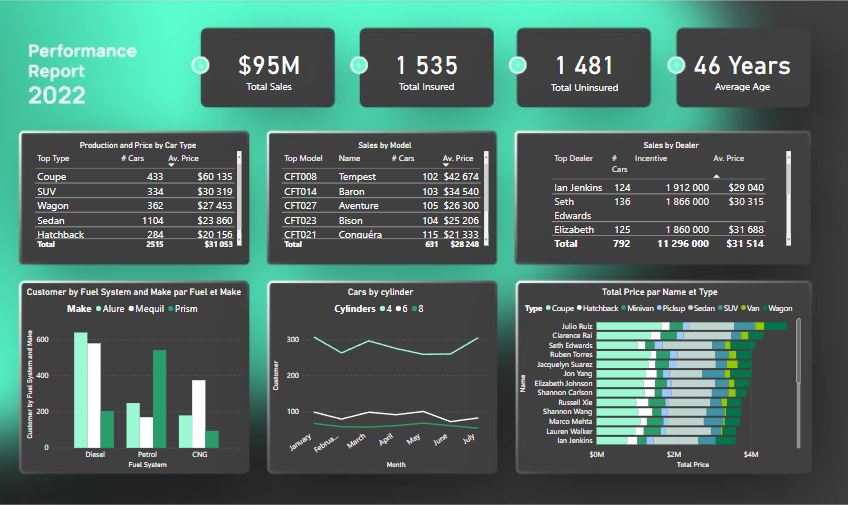 Performance
Report
2022
$95M
Total Sales
1 535
Total Insured
1 481
Total Uninsured
46 Years
Average Age
Production and Price by Car Type
Top Type # Cars Av. Price
Coupe 433 $60 135
SUV 334 $30 319
Wagon 362 $27 453
Sedan 1104 $23 860
Hatchback 284 $20 156
Total 2515 $31 053
Sales by Model
Top Model Name # Cars Av. Price
CFT008 Tempest 102 $42 674
CFT014 Baron 103 $34 540
CFT027 Aventure 105 $26 300
CFT023 Bison 104 $25 206
CFT021 Conquéra 115 $21 333
Total 631 $28 248
Sales by Dealer
Top Dealer # Incentive Av. Price
Cars
Ian Jenkins 124 1 912 000 $29 040
Seth 136 1 866 000 $30 315
Edwards
Elizabeth 125 1 860 000 $31 688
Total 792 11 296 000 $31 514
Customer by Fuel System and Make par Fuel et Make
Make Alure Mequil Prism
Customer by Fuel System and Make
600
400
200
0
Diesel Petrol CNG
Fuel System
Cars by cylinder
Cylinders 4 6 8
Customer
300
200
100
January Februa... March April May June July
Month
Total Price par Name et Type
Type Coupe Hatchback Minivan Pickup Sedan SUV Van Wagon
Name
Julio Ruiz
Clarence Rai
Seth Edwards
Ruben Torres
Jacquelyn Suarez
Jon Yang
Elizabeth Johnson
Shannon Carlson
Russell Xie
Shannon Wang
Marco Mehta
Lauren Walker
Ian Jenkins
$0M $2M $4M
Total Price